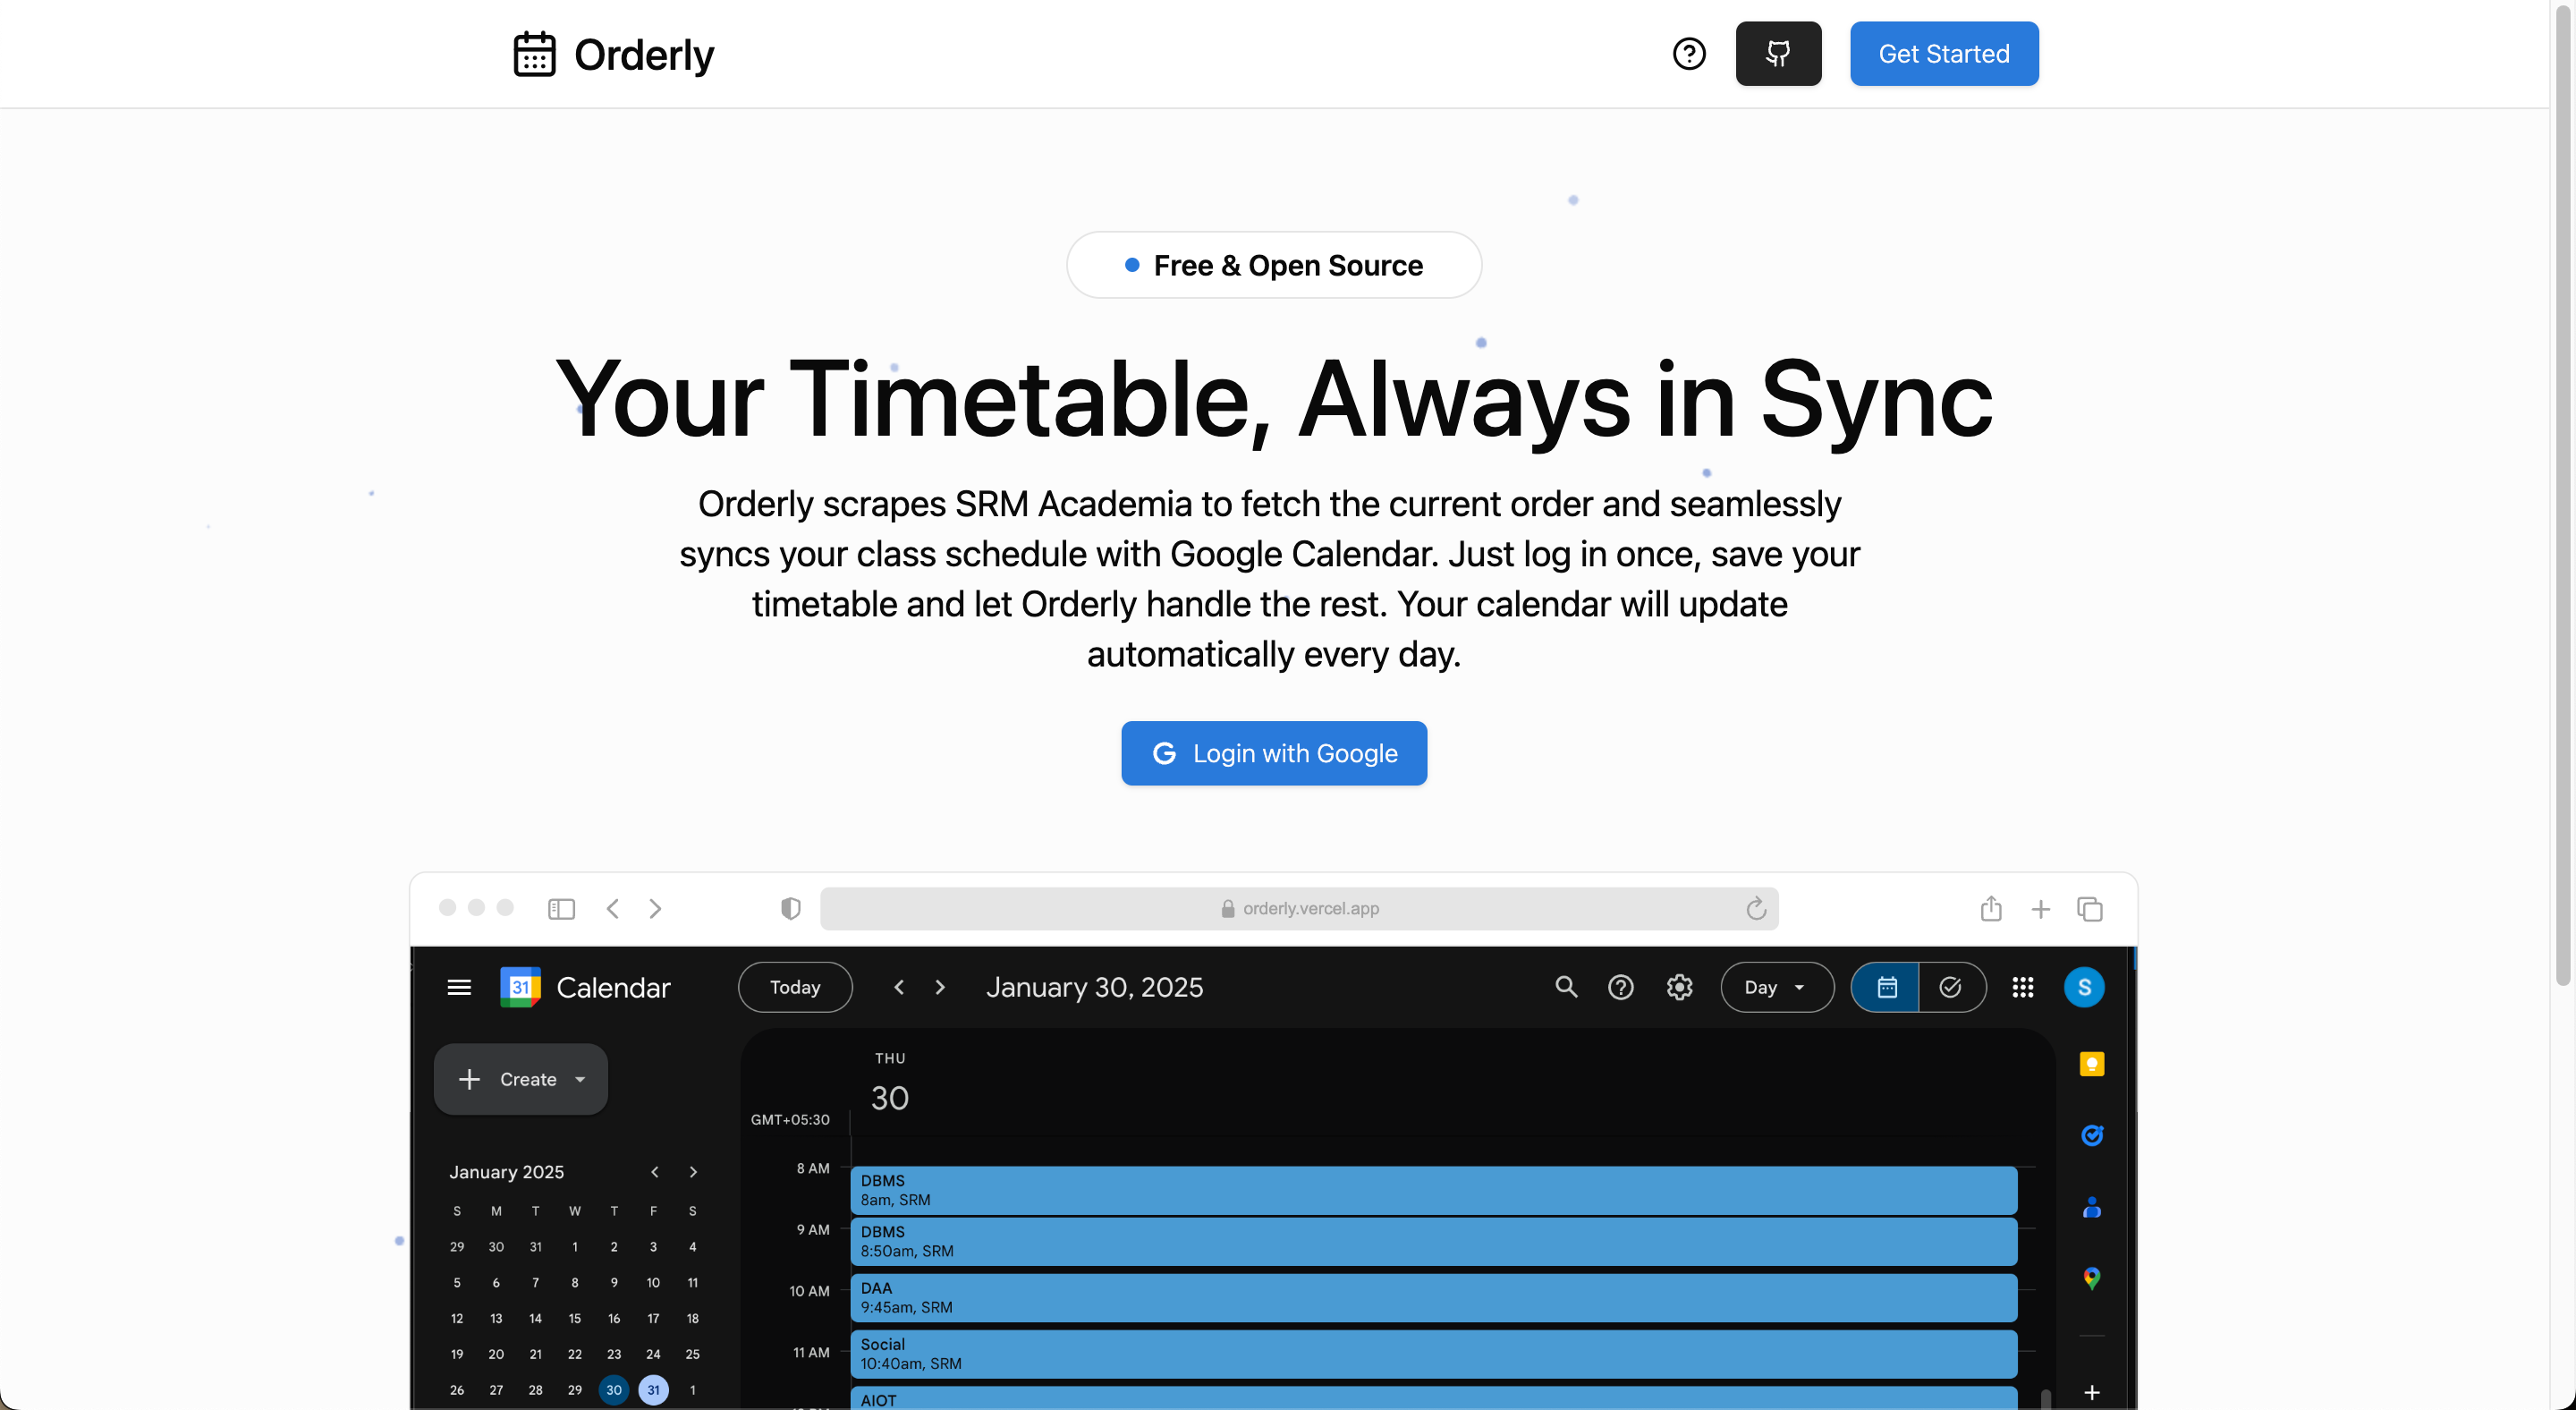 Orderly
Get Started
Free & Open Source
Your Timetable, Always in Sync
Orderly scrapes SRM Academia to fetch the current order and seamlessly
syncs your class schedule with Google Calendar. Just log in once, save your
timetable and let Orderly handle the rest. Your calendar will update
automatically every day.
G Login with Google
orderly.vercel.app
31 Calendar Today January 30, 2025 Day S
Create
THU
30
GMT+05:30
January 2025
S M T W T F S
29 30 31 1 2 3 4
5 6 7 8 9 10 11
12 13 14 15 16 17 18
19 20 21 22 23 24 25
26 27 28 29 30 31 1
8 AM
DBMS
8am, SRM
9 AM
DBMS
8:50am, SRM
10 AM
DAA
9:45am, SRM
11 AM
Social
10:40am, SRM
AIOT